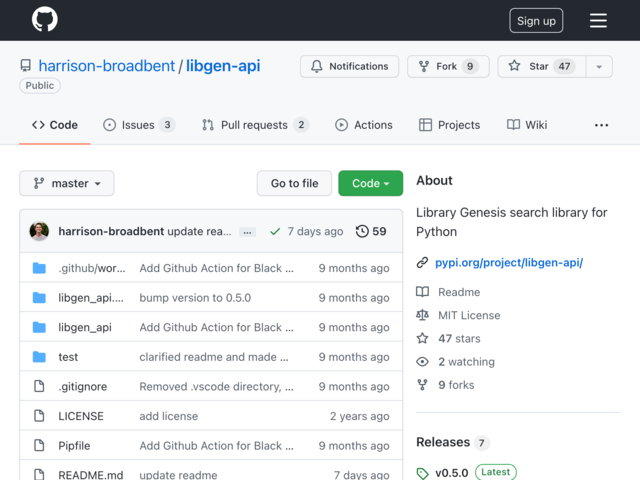 Sign up
harrison-broadbent / libgen-api
Public
Notifications
Fork 9
Star 47
Code
Issues 3
Pull requests 2
Actions
Projects
Wiki
master
Go to file
Code
About
Library Genesis search library for
Python
pypi.org/project/libgen-api/
Readme
MIT License
47 stars
2 watching
9 forks
Releases 7
v0.5.0 Latest
harrison-broadbent update rea... 7 days ago 59
.github/wor... Add Github Action for Black ... 9 months ago
libgen_api.... bump version to 0.5.0 9 months ago
libgen_api Add Github Action for Black ... 9 months ago
test clarified readme and made ... 9 months ago
.gitignore Removed .vscode directory, ... 9 months ago
LICENSE add license 2 years ago
Pipfile Add Github Action for Black ... 9 months ago
README.md update readme 7 days ago